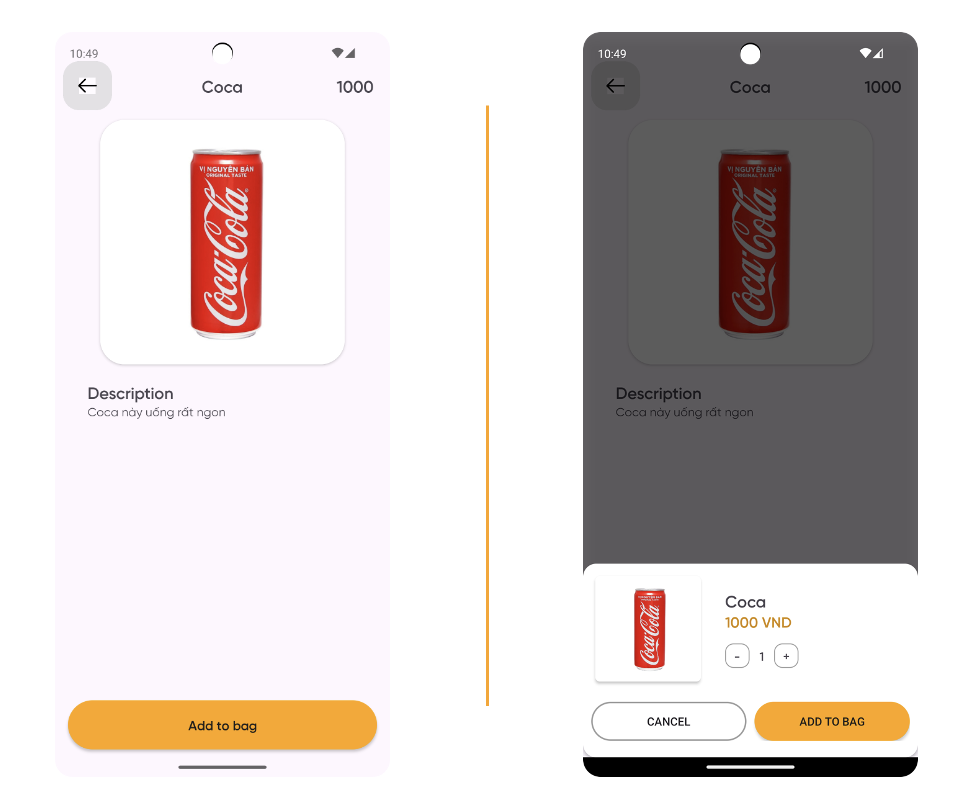 10:49
Coca
1000
VỊ NGUYÊN BẢN
ORIGINAL TASTE
Coca-Cola
Description
Coca này uống rất ngon
Add to bag
10:49
Coca
1000
VỊ NGUYÊN BẢN
ORIGINAL TASTE
Coca-Cola
Description
Coca này uống rất ngon
Coca-Cola
Coca
1000 VND
- 1 +
CANCEL
ADD TO BAG